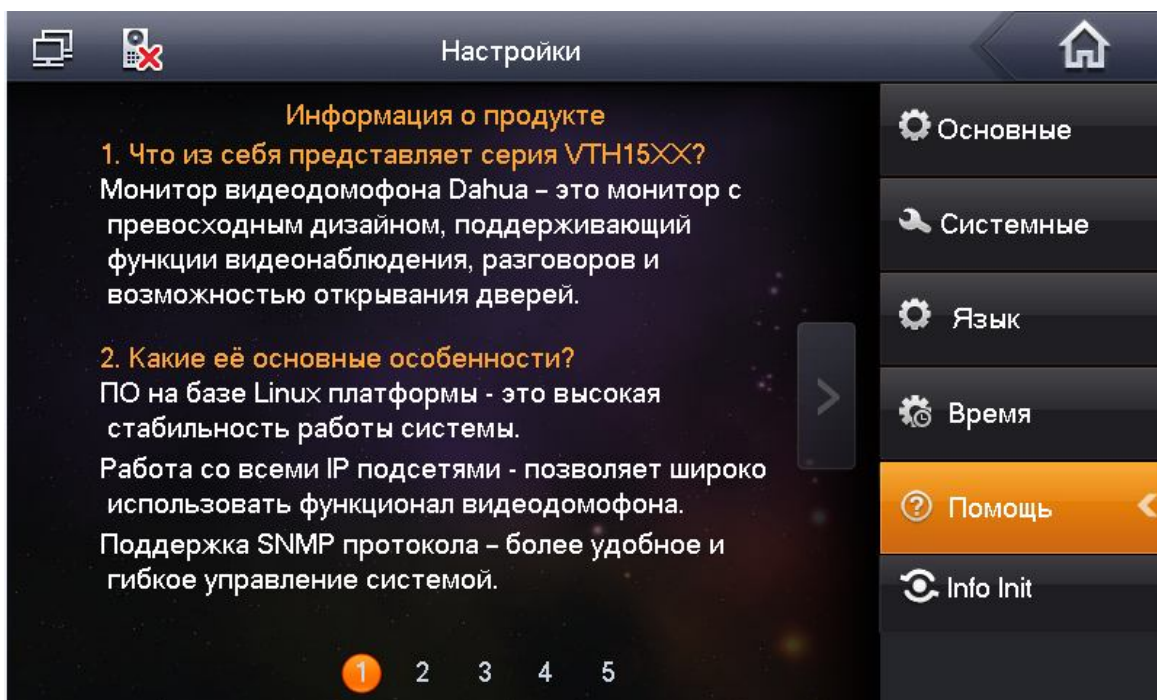 Настройки
Информация о продукте
1. Что из себя представляет серия VTH15XX?
Монитор видеодомофона Dahua – это монитор с
превосходным дизайном, поддерживающий
функции видеонаблюдения, разговоров и
возможностью открывания дверей.
2. Какие её основные особенности?
ПО на базе Linux платформы - это высокая
стабильность работы системы.
Работа со всеми IP подсетями - позволяет широко
использовать функционал видеодомофона.
Поддержка SNMP протокола – более удобное и
гибкое управление системой.
1 2 3 4 5
Основные
Системные
Язык
Время
Помощь
Info Init